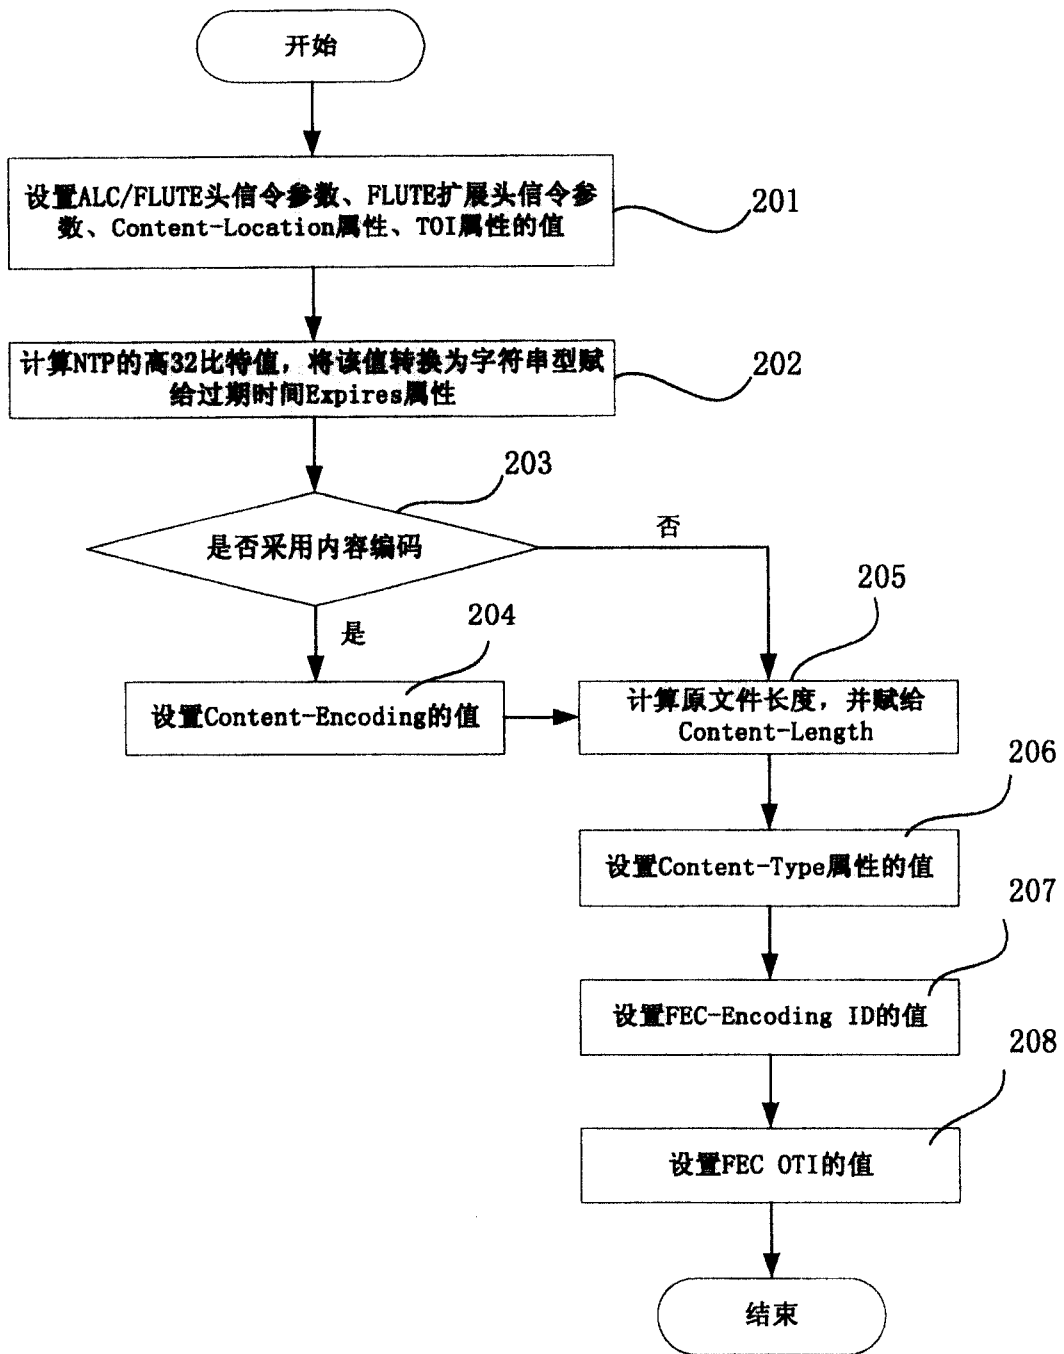 开始
设置ALC/FLUTE头信令参数、FLUTE扩展头信令参
数、Content-Location属性、TOI属性的值
201
计算NTP的高32比特值，将该值转换为字符串型赋
给过期时间Expires属性
202
203
是否采用内容编码
否
是
204
设置Content-Encoding的值
205
计算原文件长度，并赋给
Content-Length
206
设置Content-Type属性的值
207
设置FEC-Encoding ID的值
208
设置FEC OTI的值
结束